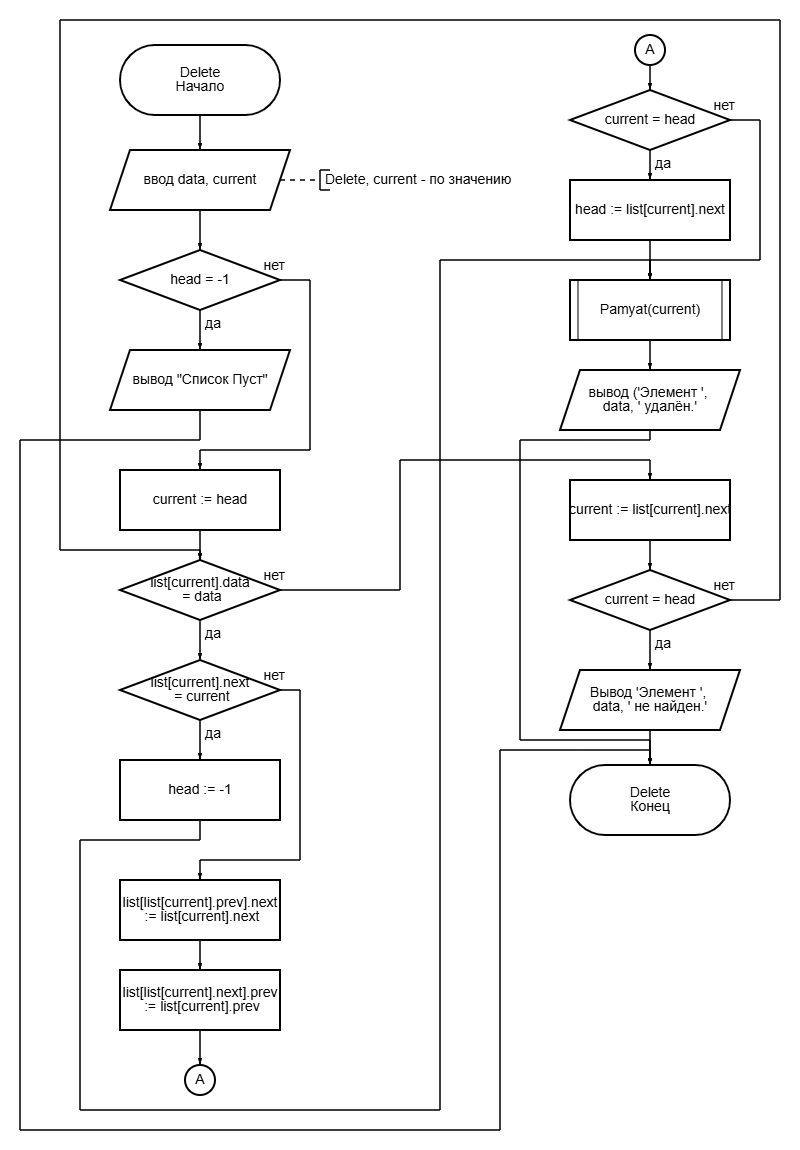 Delete
Начало
ввод data, current
Delete, current - по значению
head = -1
нет
да
вывод "Список Пуст"
current := head
list[current].data
= data
нет
да
list[current].next
= current
нет
да
head := -1
list[list[current].prev].next
:= list[current].next
list[list[current].next].prev
:= list[current].prev
A
A
current = head
нет
да
head := list[current].next
Pamyat(current)
вывод ('Элемент ',
data, ' удалён.'
current := list[current].next
current = head
нет
да
Вывод 'Элемент ',
data, ' не найден.'
Delete
Конец